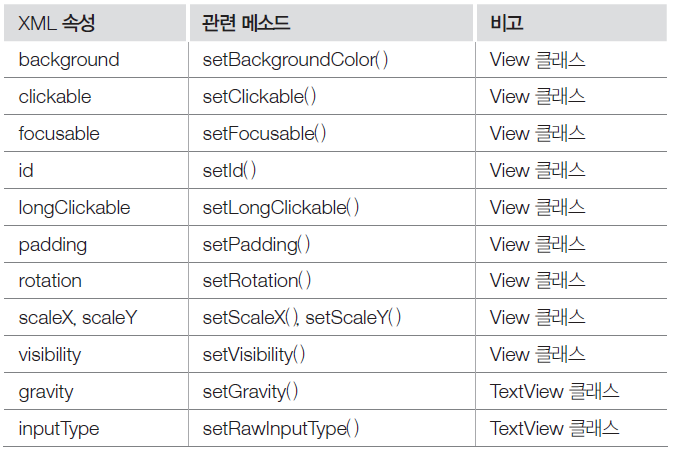 XML 속성 관련 메소드 비고
background setBackgroundColor( ) View 클래스
clickable setClickable( ) View 클래스
focusable setFocusable( ) View 클래스
id setId( ) View 클래스
longClickable setLongClickable( ) View 클래스
padding setPadding( ) View 클래스
rotation setRotation( ) View 클래스
scaleX, scaleY setScaleX( ), setScaleY( ) View 클래스
visibility setVisibility( ) View 클래스
gravity setGravity( ) TextView 클래스
inputType setRawInputType( ) TextView 클래스